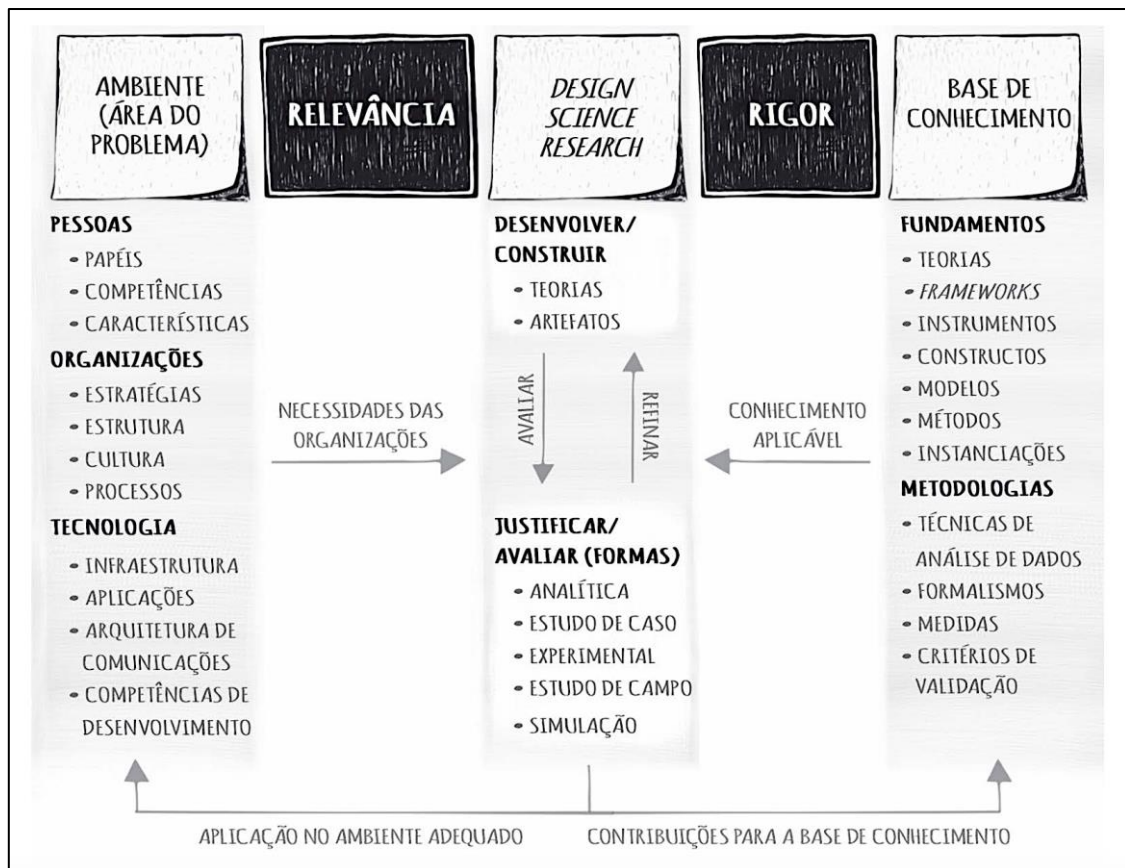 AMBIENTE
(ÁREA DO
PROBLEMA)
RELEVÂNCIA
DESIGN
SCIENCE
RESEARCH
RIGOR
BASE DE
CONHECIMENTO
PESSOAS
• PAPÉIS
• COMPETÊNCIAS
• CARACTERÍSTICAS
ORGANIZAÇÕES
• ESTRATÉGIAS
• ESTRUTURA
• CULTURA
• PROCESSOS
TECNOLOGIA
• INFRAESTRUTURA
• APLICAÇÕES
• ARQUITETURA DE
COMUNICAÇÕES
• COMPETÊNCIAS DE
DESENVOLVIMENTO
NECESSIDADES DAS
ORGANIZAÇÕES
DESENVOLVER/
CONSTRUIR
• TEORIAS
• ARTEFATOS
AVALIAR
REFINAR
JUSTIFICAR/
AVALIAR (FORMAS)
• ANALÍTICA
• ESTUDO DE CASO
• EXPERIMENTAL
• ESTUDO DE CAMPO
• SIMULAÇÃO
CONHECIMENTO
APLICÁVEL
FUNDAMENTOS
• TEORIAS
• FRAMEWORKS
• INSTRUMENTOS
• CONSTRUCTOS
• MODELOS
• MÉTODOS
• INSTANCIAÇÕES
METODOLOGIAS
• TÉCNICAS DE
ANÁLISE DE DADOS
• FORMALISMOS
• MEDIDAS
• CRITÉRIOS DE
VALIDAÇÃO
APLICAÇÃO NO AMBIENTE ADEQUADO
CONTRIBUIÇÕES PARA A BASE DE CONHECIMENTO